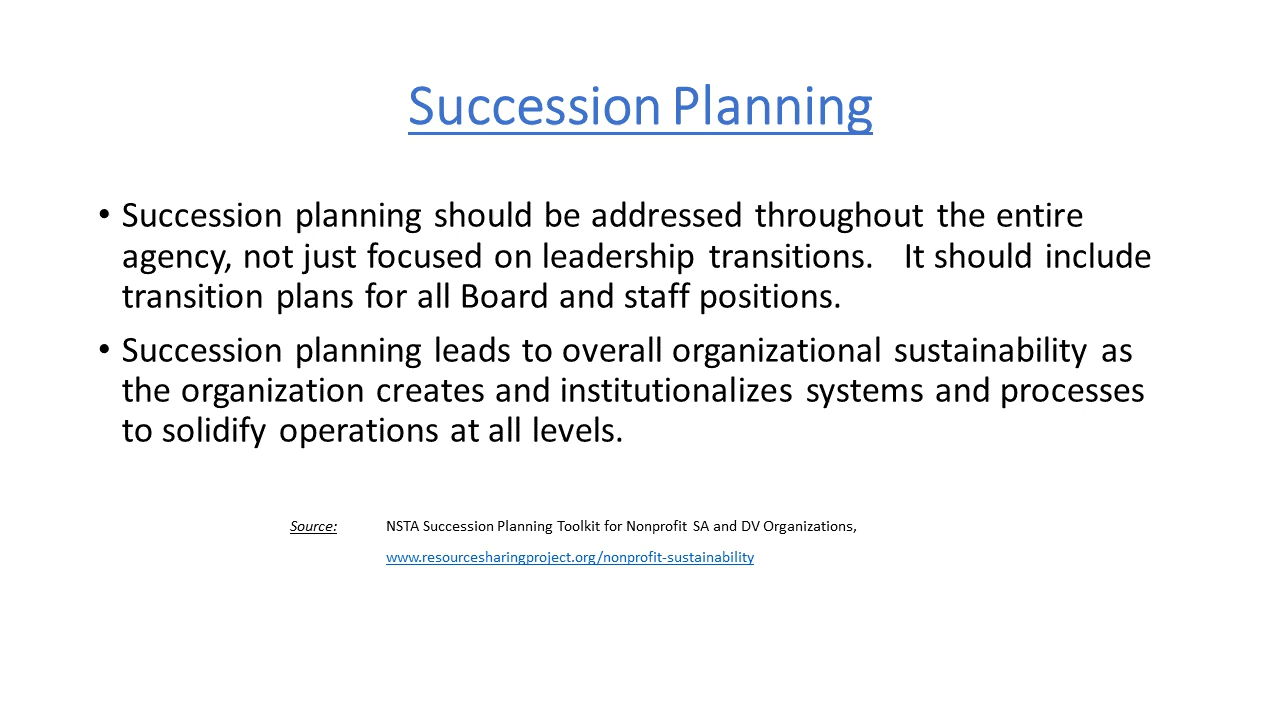 Succession Planning
• Succession planning should be addressed throughout the entire
agency, not just focused on leadership transitions.   It should include
transition plans for all Board and staff positions.
• Succession planning leads to overall organizational sustainability as
the organization creates and institutionalizes systems and processes
to solidify operations at all levels.
Source: NSTA Succession Planning Toolkit for Nonprofit SA and DV Organizations,
www.resourcesharingproject.org/nonprofit-sustainability